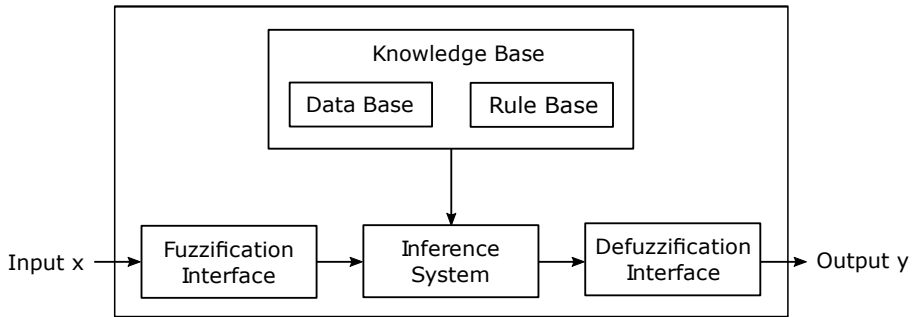 Knowledge Base
Data Base
Rule Base
Input x
Fuzzification
Interface
Inference
System
Defuzzification
Interface
Output y